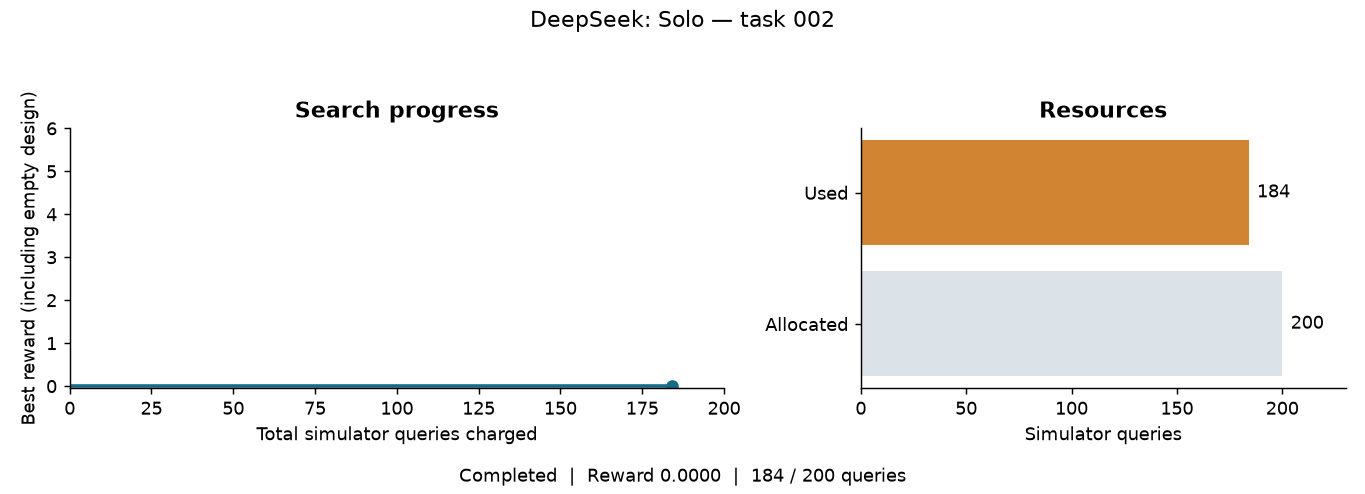 DeepSeek: Solo — task 002
Search progress
Best reward (including empty design)
6
5
4
3
2
1
0
0 25 50 75 100 125 150 175 200
Total simulator queries charged
Resources
Used
184
Allocated
200
0 50 100 150 200
Simulator queries
Completed | Reward 0.0000 | 184 / 200 queries